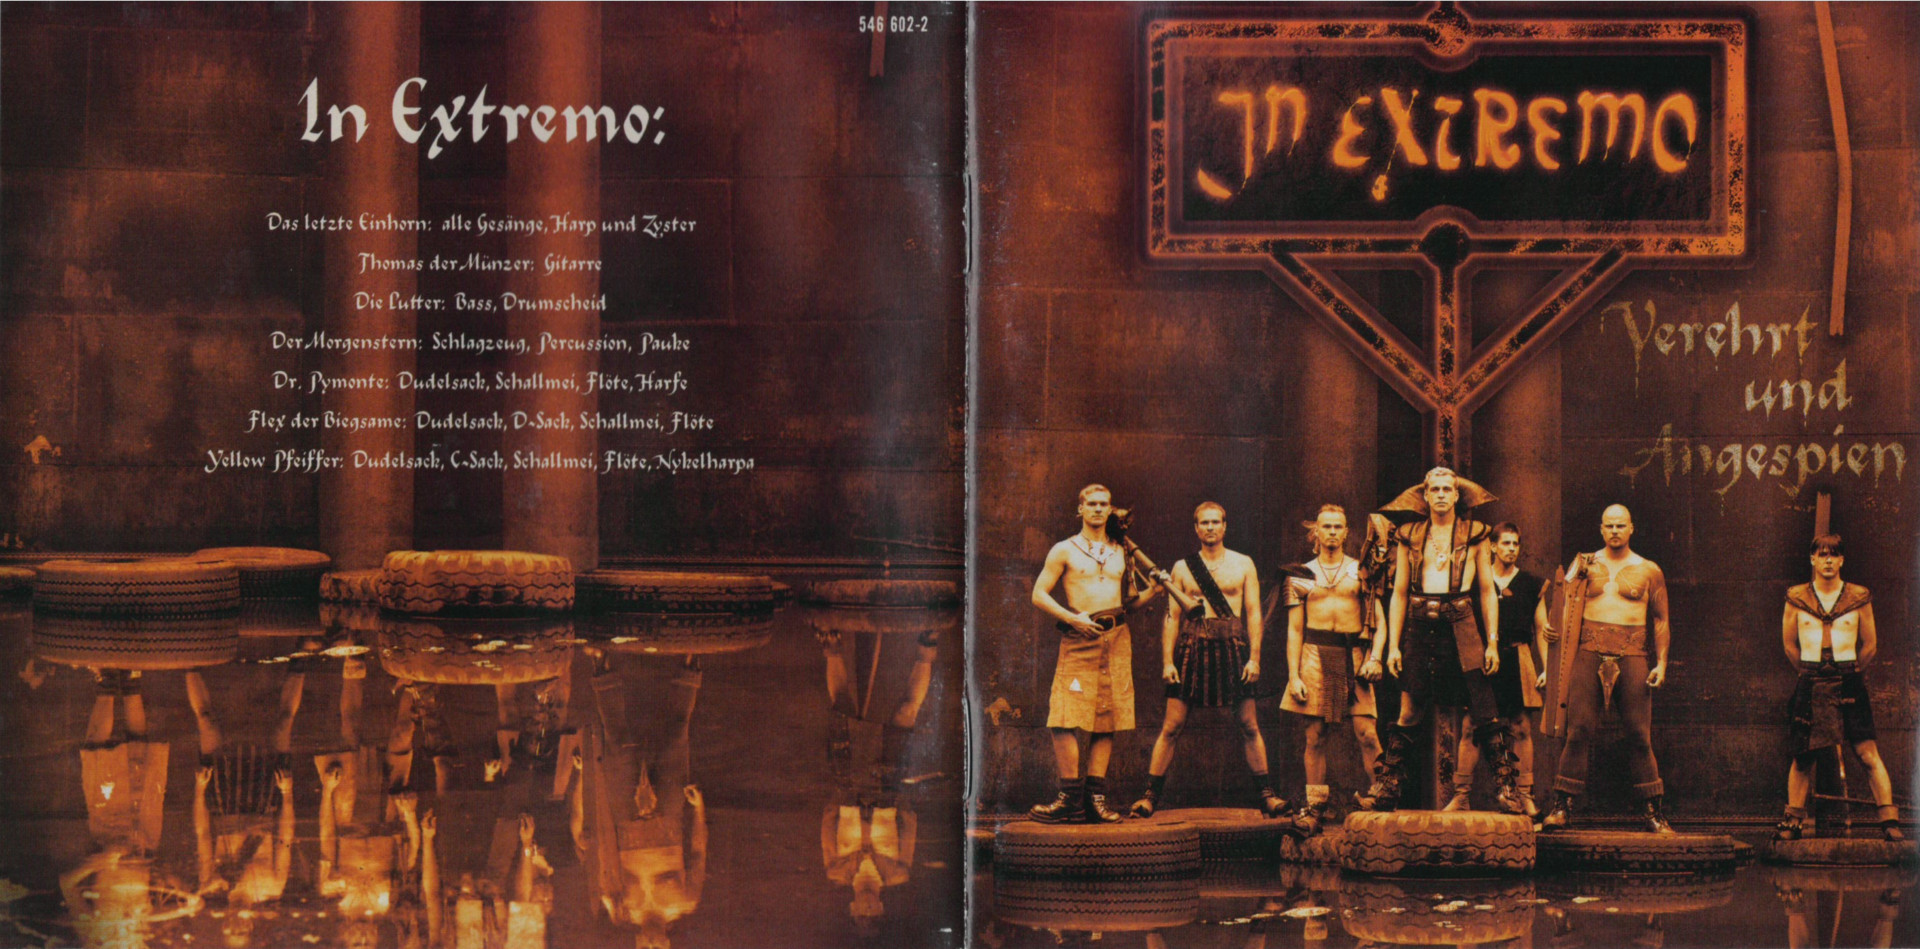 546 602-2
In Extremo:
Das letzte Einhorn: alle Gesänge, Harp und Zyster
Thomas der Münzer: Gitarre
Die Lutter: Bass, Drumscheid
Der Morgenstern: Schlagzeug, Percussion, Pauke
Dr. Pymonte: Dudelsack, Schallmei, Flöte, Harfe
Flex der Biegsame: Dudelsack, D-Sack, Schallmei, Flöte
Yellow Pfeiffer: Dudelsack, C-Sack, Schallmei, Flöte, Nykelharpa
In Extremo
Verehrt
und
Angespien